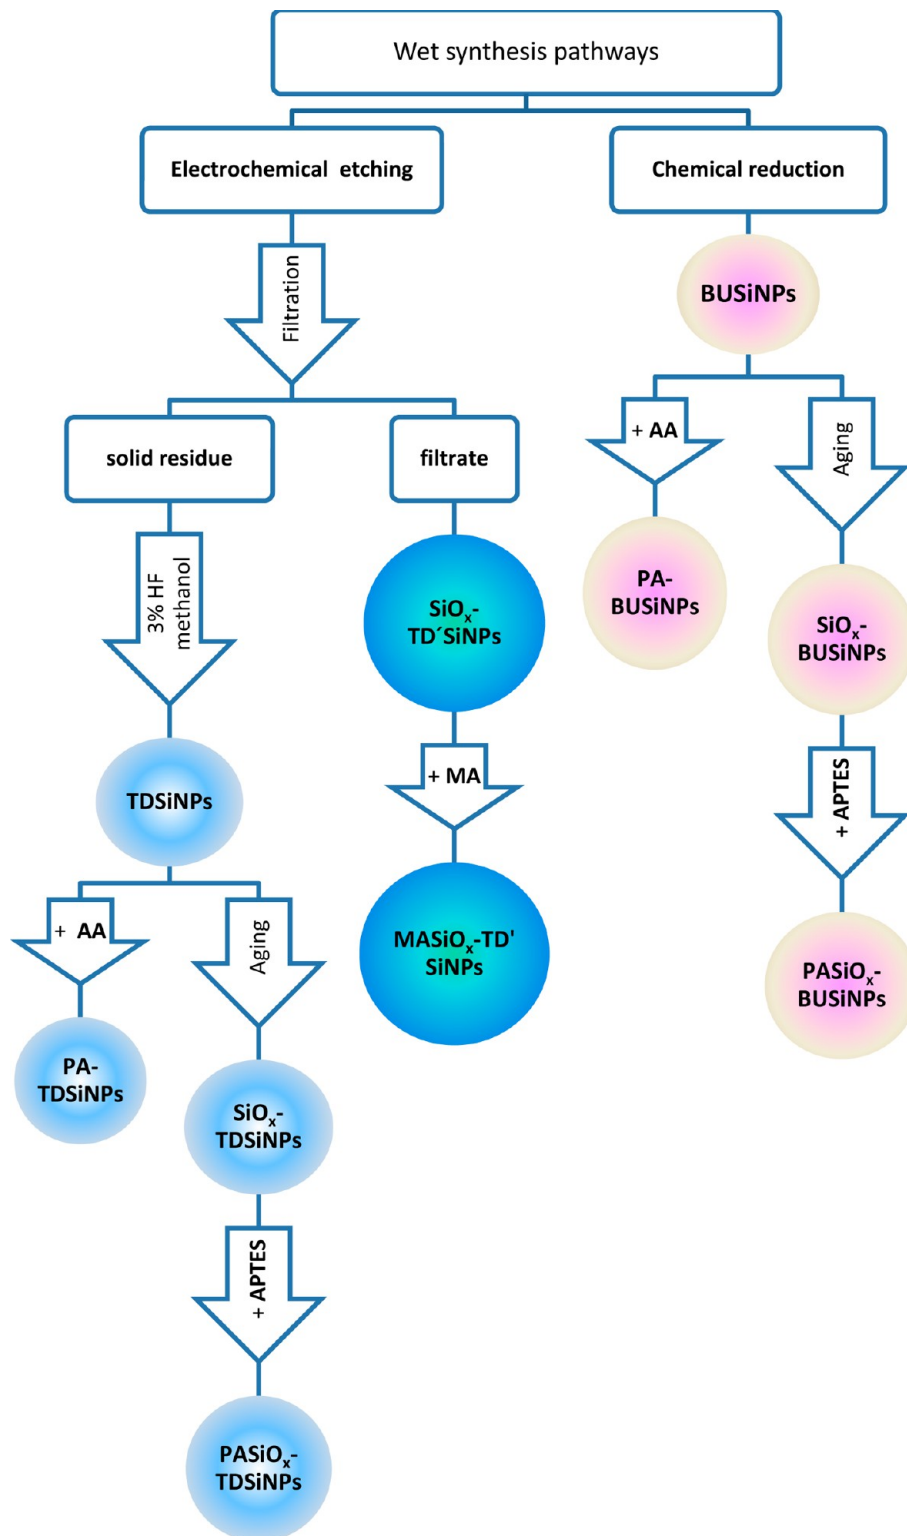 Wet synthesis pathways
Electrochemical etching
Chemical reduction
Filtration
BUSiNPs
solid residue
filtrate
+ AA
Aging
3% HF
methanol
SiOₓ-
TD´SiNPs
PA-
BUSiNPs
SiOₓ-
BUSiNPs
TDSiNPs
+ MA
+ APTES
+ AA
Aging
MASiOₓ-TD'
SiNPs
PASiOₓ-
BUSiNPs
PA-
TDSiNPs
SiOₓ-
TDSiNPs
+ APTES
PASiOₓ-
TDSiNPs